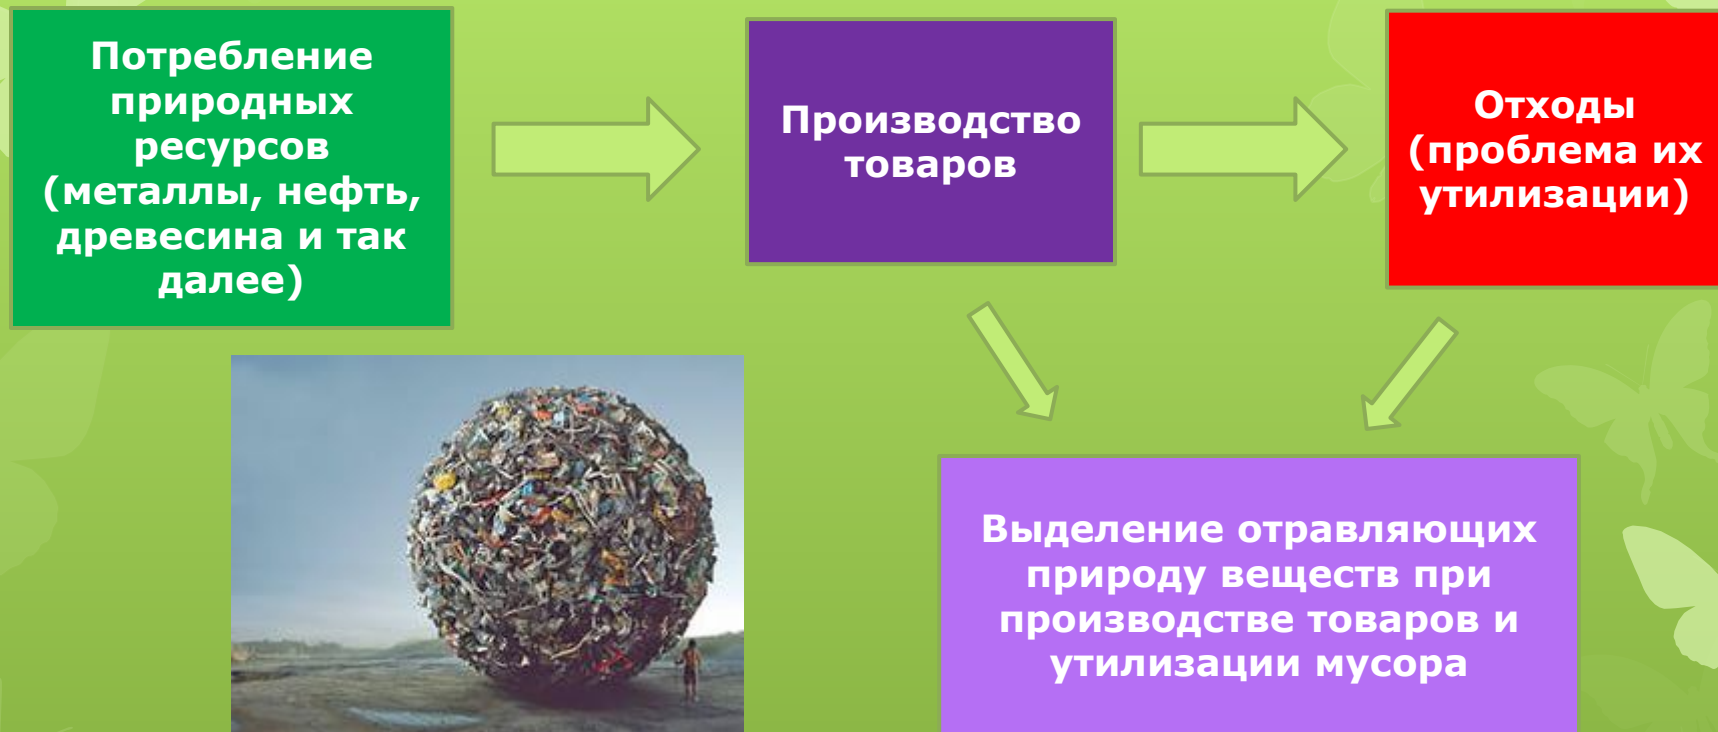 Потребление
природных
ресурсов
(металлы, нефть,
древесина и так
далее)
Производство
товаров
Отходы
(проблема их
утилизации)
Выделение отравляющих
природу веществ при
производстве товаров и
утилизации мусора